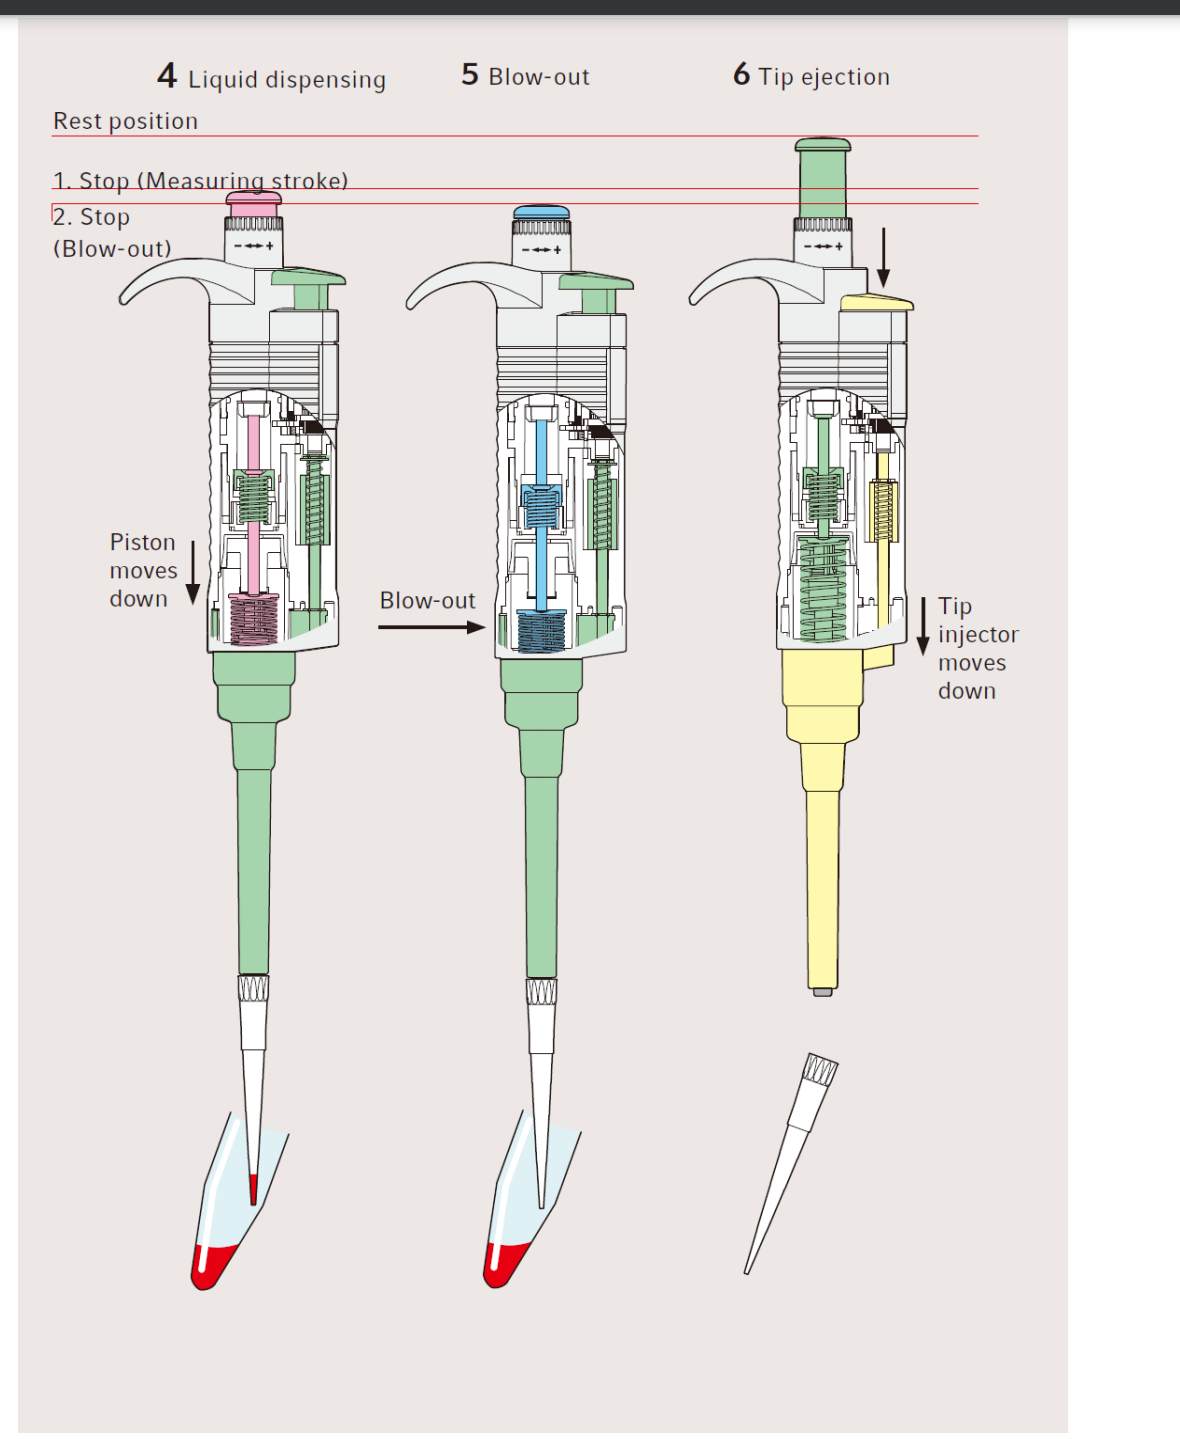 4 Liquid dispensing
5 Blow-out
6 Tip ejection
Rest position
1. Stop (Measuring stroke)
2. Stop
(Blow-out)
- +
- +
- +
Piston
moves
down
Blow-out
Tip
injector
moves
down